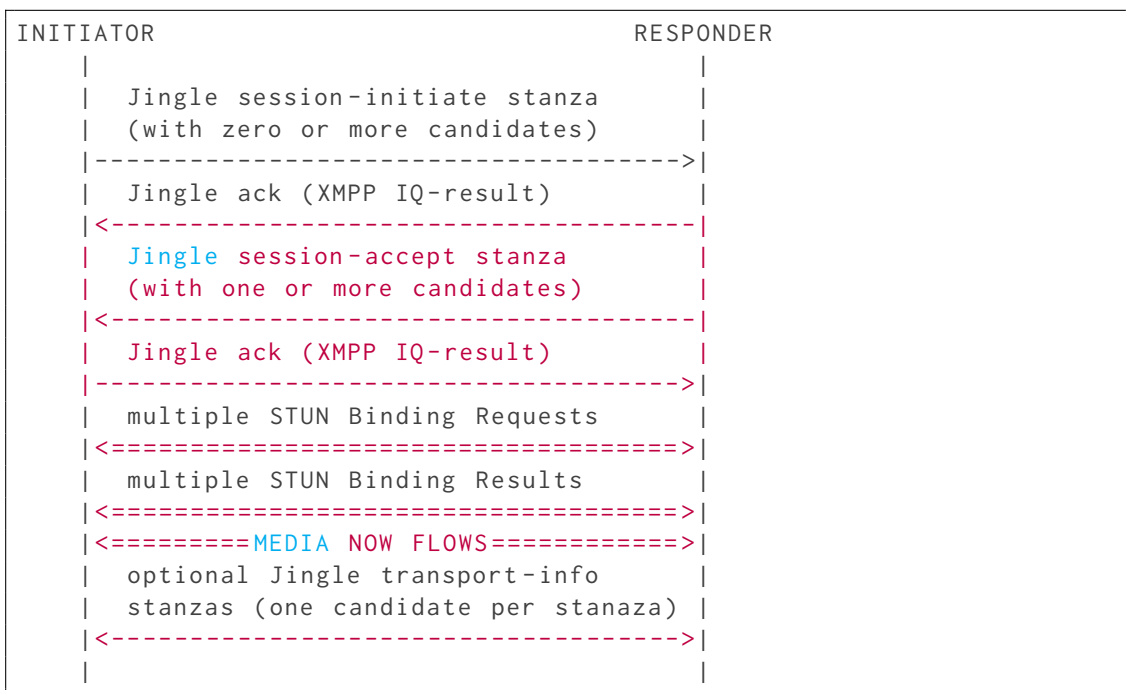 INITIATOR                            RESPONDER
    |                                   |
    |  Jingle session-initiate stanza   |
    |  (with zero or more candidates)   |
    |---------------------------------->|
    |  Jingle ack (XMPP IQ-result)      |
    |<----------------------------------|
    |  Jingle session-accept stanza     |
    |  (with one or more candidates)    |
    |<----------------------------------|
    |  Jingle ack (XMPP IQ-result)      |
    |---------------------------------->|
    |  multiple STUN Binding Requests   |
    |<=================================>|
    |  multiple STUN Binding Results    |
    |<=================================>|
    |<=========MEDIA NOW FLOWS============>|
    |  optional Jingle transport-info   |
    |  stanzas (one candidate per stanaza) |
    |<--------------------------------->|
    |                                   |